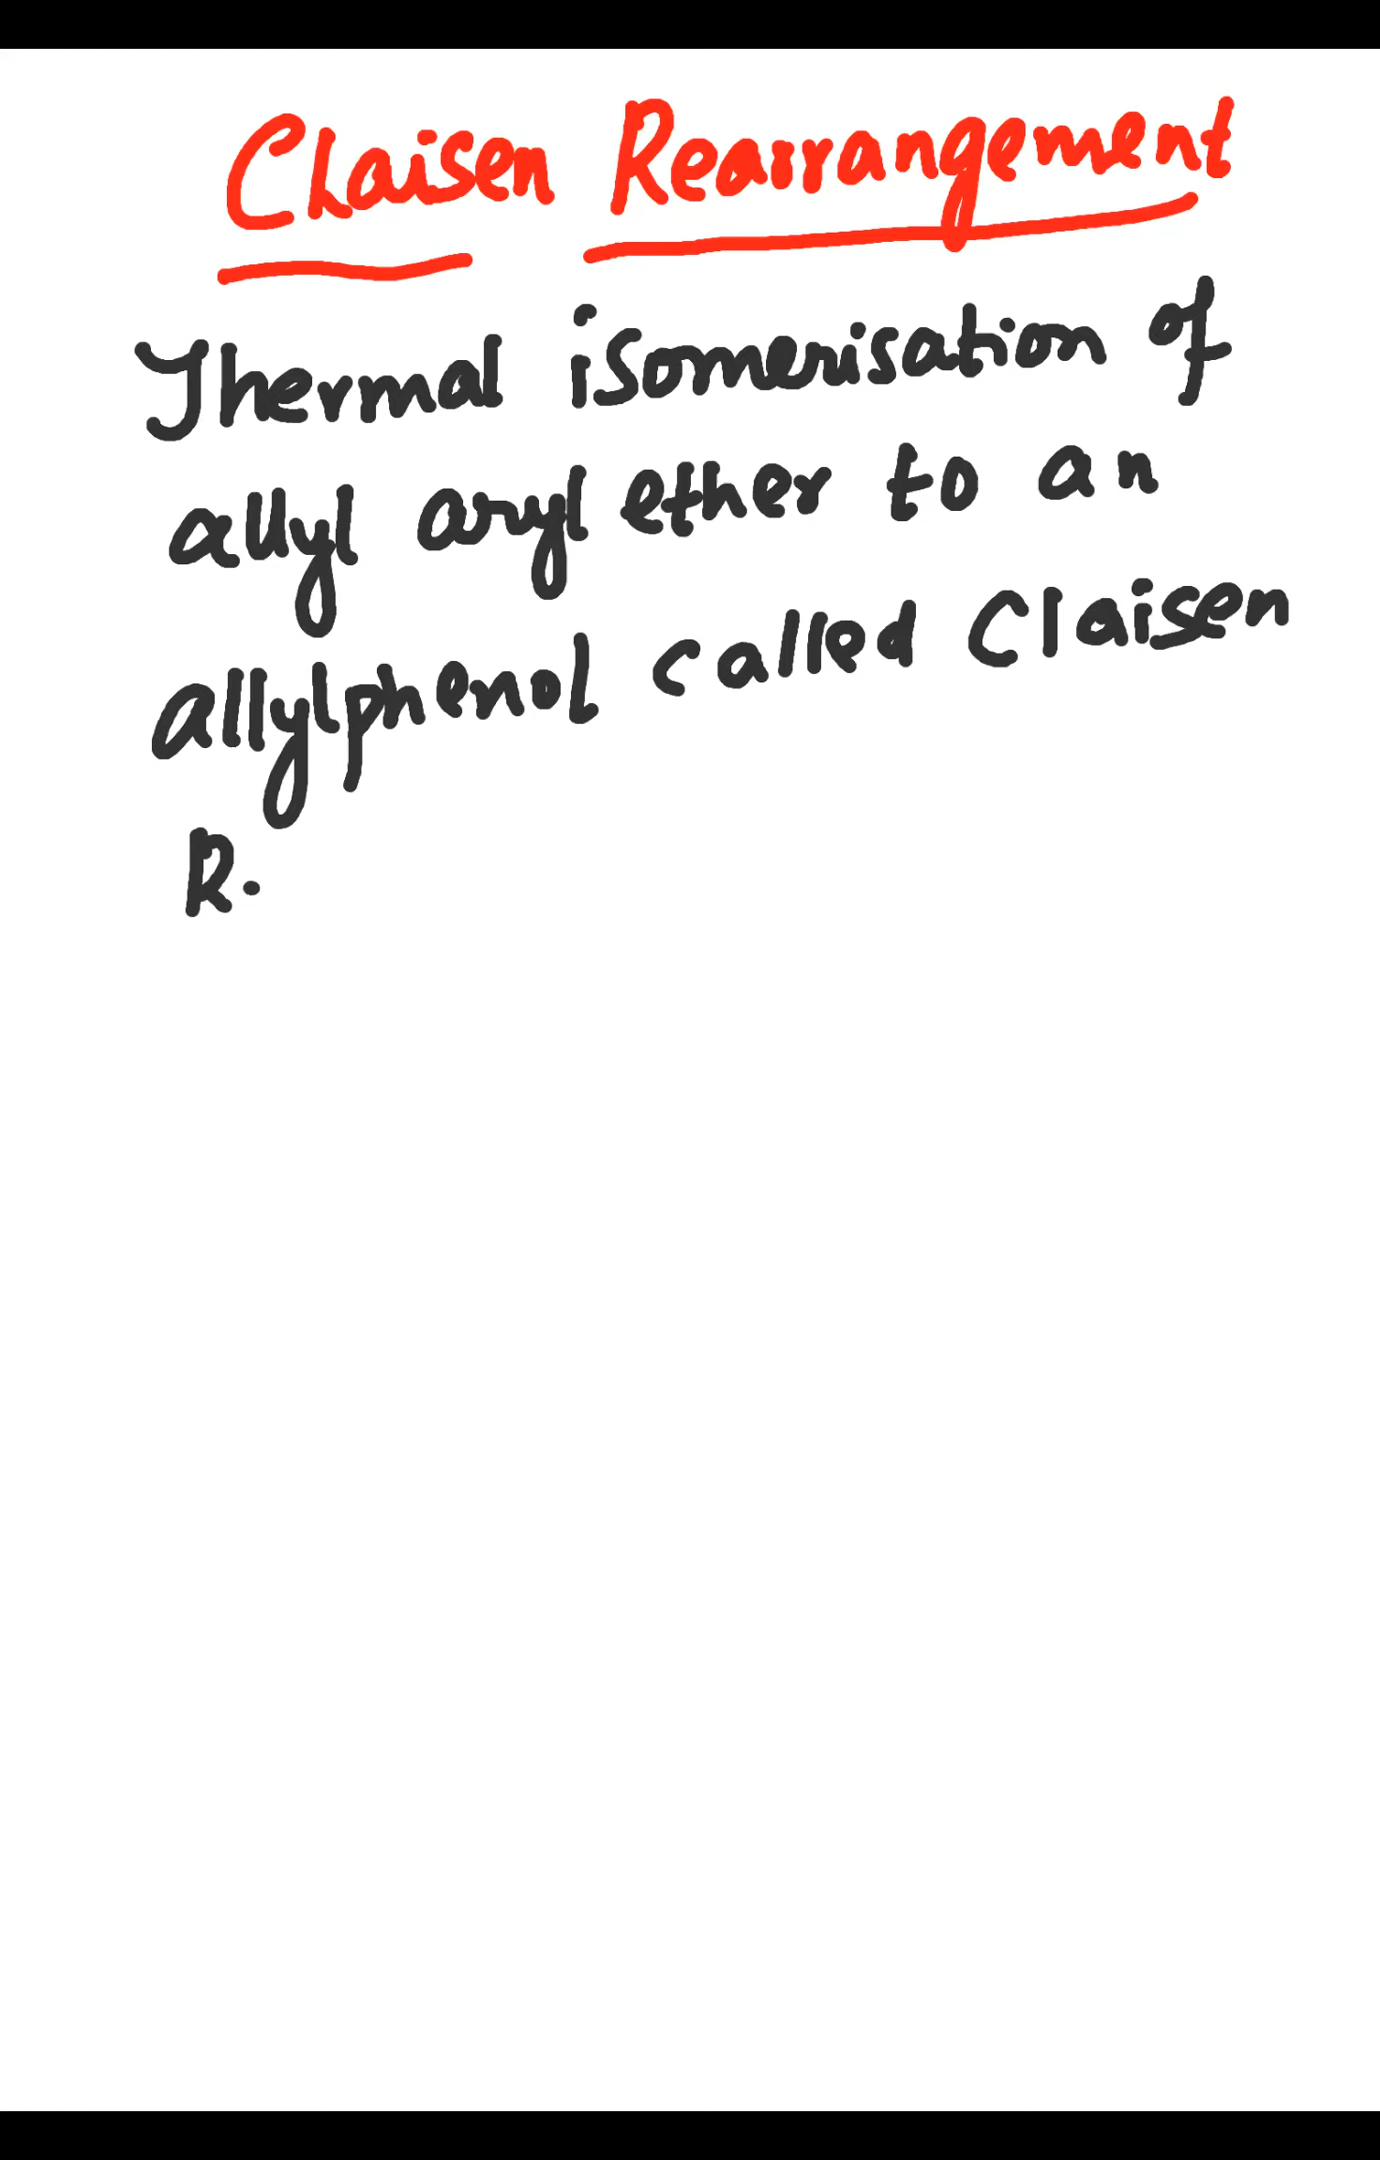 Claisen Rearrangement
Thermal isomerisation of
allyl aryl ether to an
allylphenol called Claisen
R.